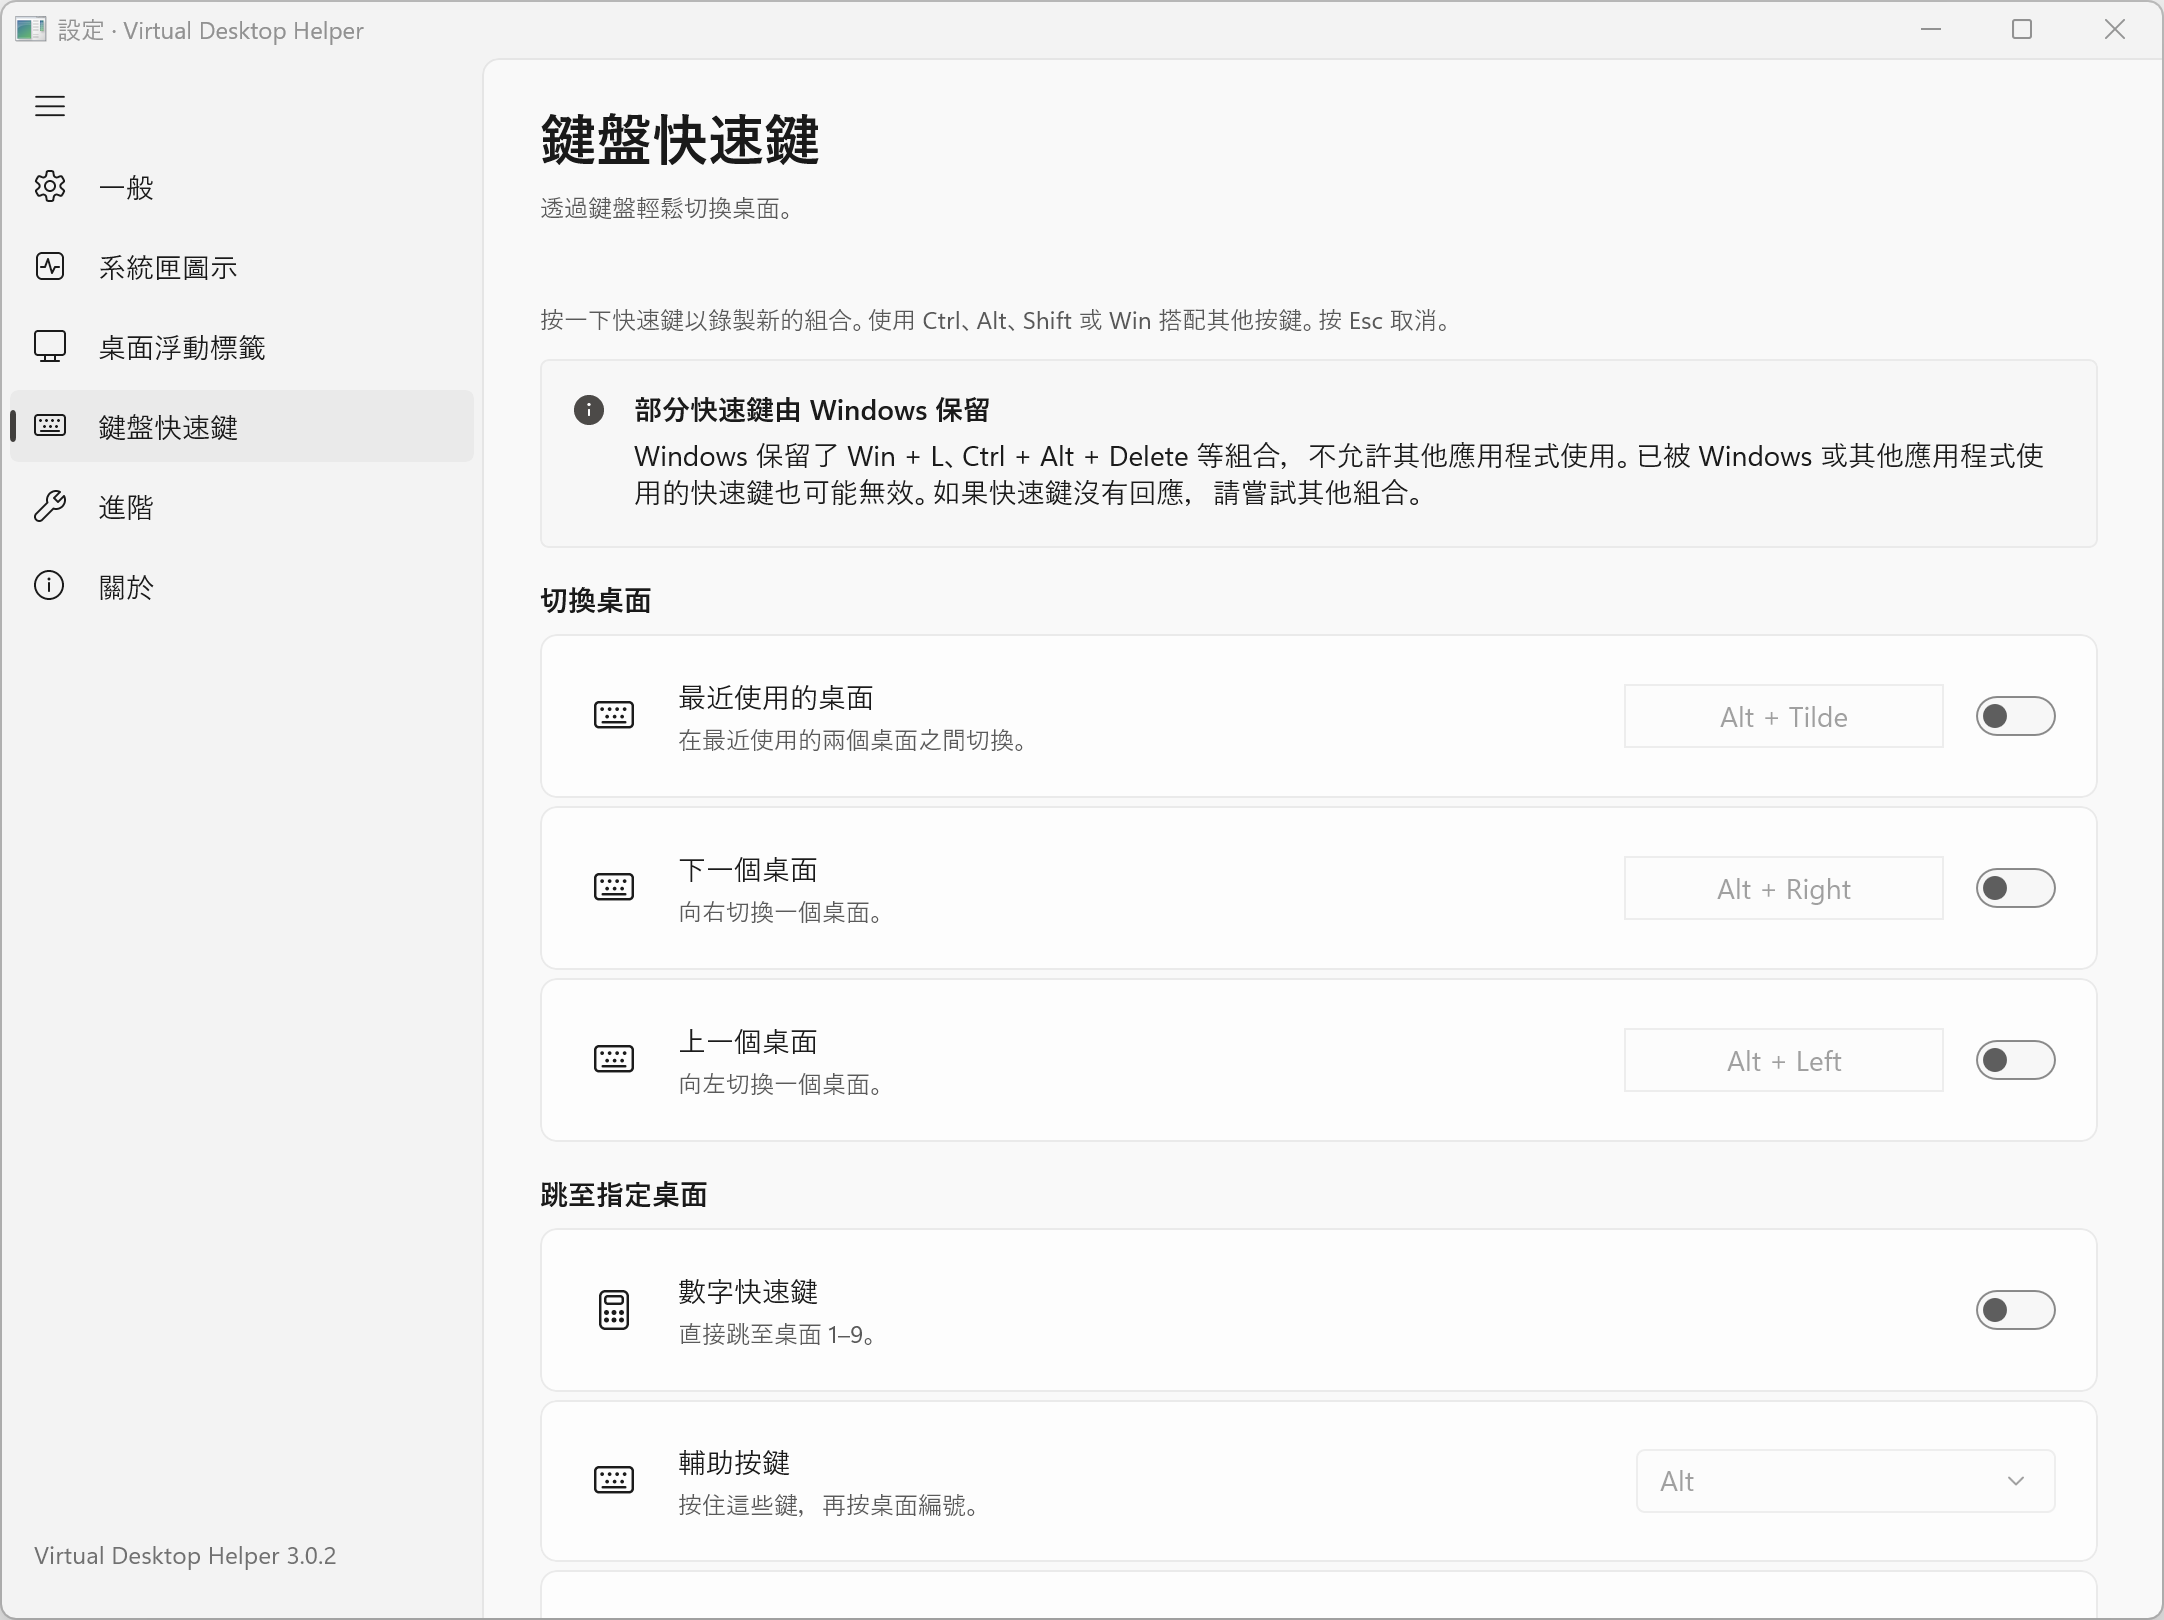 設定 · Virtual Desktop Helper
一般
系統匣圖示
桌面浮動標籤
鍵盤快速鍵
進階
關於
Virtual Desktop Helper 3.0.2
鍵盤快速鍵
透過鍵盤輕鬆切換桌面。
按一下快速鍵以錄製新的組合。使用 Ctrl、Alt、Shift 或 Win 搭配其他按鍵。按 Esc 取消。
部分快速鍵由 Windows 保留
Windows 保留了 Win + L、Ctrl + Alt + Delete 等組合，不允許其他應用程式使用。已被 Windows 或其他應用程式使
用的快速鍵也可能無效。如果快速鍵沒有回應，請嘗試其他組合。
切換桌面
最近使用的桌面
在最近使用的兩個桌面之間切換。
Alt + Tilde
下一個桌面
向右切換一個桌面。
Alt + Right
上一個桌面
向左切換一個桌面。
Alt + Left
跳至指定桌面
數字快速鍵
直接跳至桌面 1–9。
輔助按鍵
按住這些鍵，再按桌面編號。
Alt